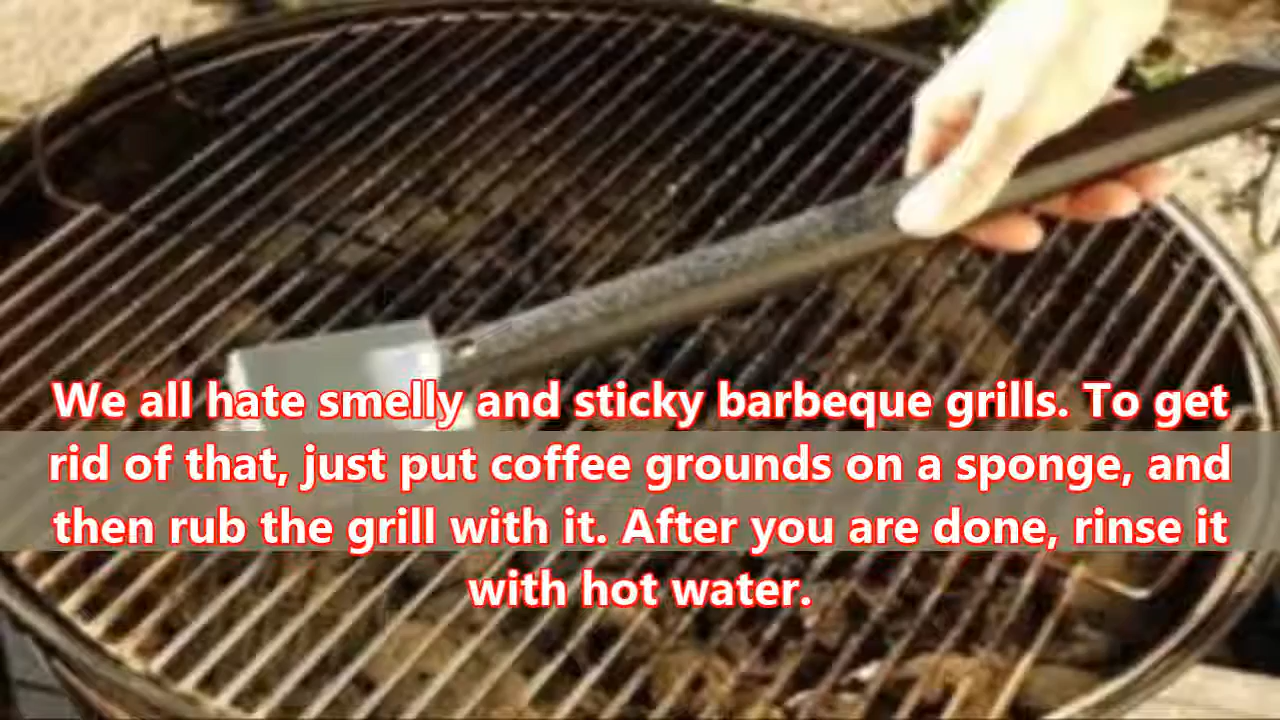 We all hate smelly and sticky barbeque grills. To get
rid of that, just put coffee grounds on a sponge, and
then rub the grill with it. After you are done, rinse it
with hot water.